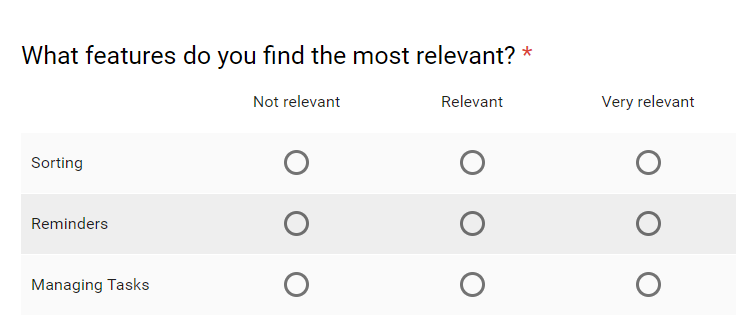 What features do you find the most relevant? *
Not relevant Relevant Very relevant
Sorting
Reminders
Managing Tasks